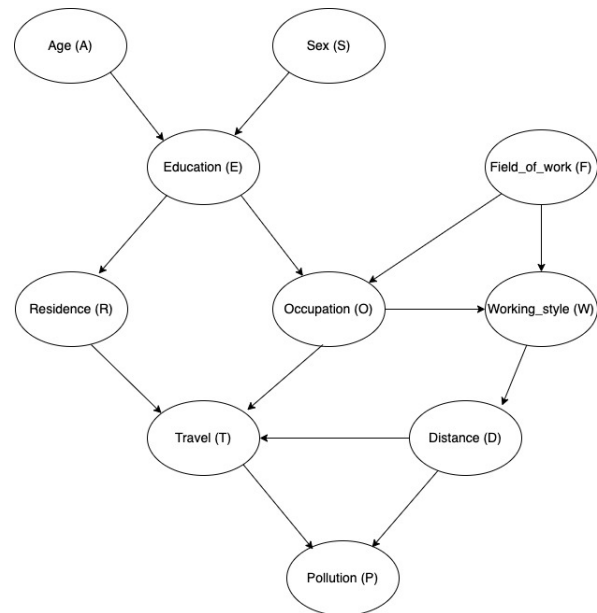 Age (A)
Sex (S)
Education (E)
Field_of_work (F)
Residence (R)
Occupation (O)
Working_style (W)
Travel (T)
Distance (D)
Pollution (P)